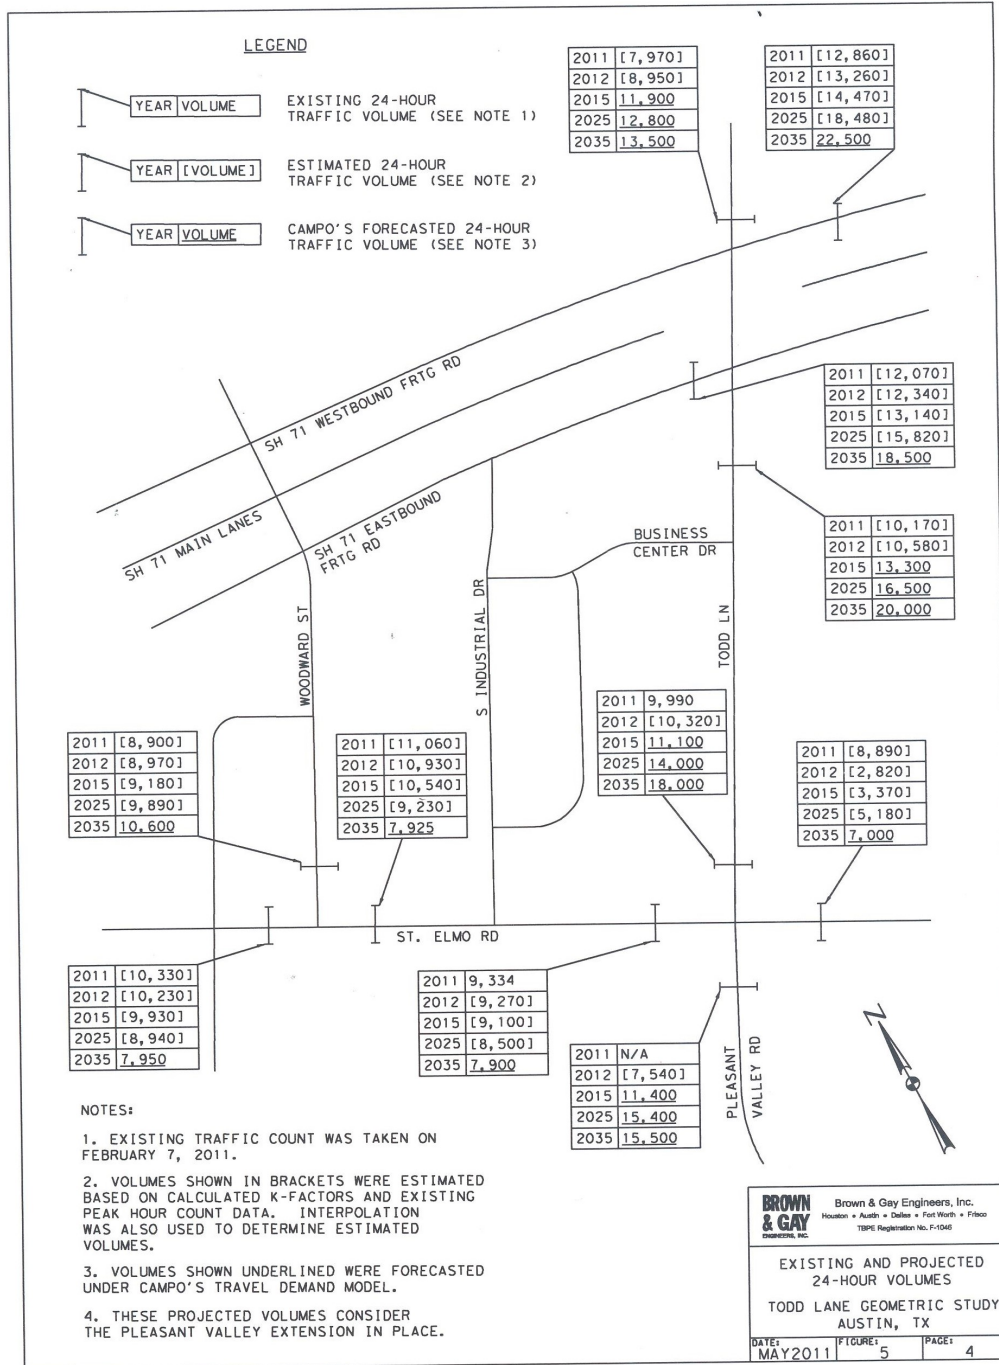 LEGEND
YEAR VOLUME
EXISTING 24-HOUR
TRAFFIC VOLUME (SEE NOTE 1)
YEAR [VOLUME]
ESTIMATED 24-HOUR
TRAFFIC VOLUME (SEE NOTE 2)
YEAR VOLUME
CAMPO'S FORECASTED 24-HOUR
TRAFFIC VOLUME (SEE NOTE 3)
2011 [7,970]
2012 [8,950]
2015 11,900
2025 12,800
2035 13,500
2011 [12,860]
2012 [13,260]
2015 [14,470]
2025 [18,480]
2035 22,500
SH 71 WESTBOUND FRTG RD
SH 71 MAIN LANES
SH 71 EASTBOUND
FRTG RD
2011 [12,070]
2012 [12,340]
2015 [13,140]
2025 [15,820]
2035 18,500
2011 [10,170]
2012 [10,580]
2015 13,300
2025 16,500
2035 20,000
BUSINESS
CENTER DR
WOODWARD ST
S INDUSTRIAL DR
TODD LN
2011 9,990
2012 [10,320]
2015 11,100
2025 14,000
2035 18,000
2011 [8,900]
2012 [8,970]
2015 [9,180]
2025 [9,890]
2035 10,600
2011 [11,060]
2012 [10,930]
2015 [10,540]
2025 [9,230]
2035 7,925
2011 [8,890]
2012 [2,820]
2015 [3,370]
2025 [5,180]
2035 7,000
ST. ELMO RD
2011 [10,330]
2012 [10,230]
2015 [9,930]
2025 [8,940]
2035 7,950
2011 9,334
2012 [9,270]
2015 [9,100]
2025 [8,500]
2035 7,900
2011 N/A
2012 [7,540]
2015 11,400
2025 15,400
2035 15,500
PLEASANT
VALLEY RD
N
NOTES:
1. EXISTING TRAFFIC COUNT WAS TAKEN ON
FEBRUARY 7, 2011.
2. VOLUMES SHOWN IN BRACKETS WERE ESTIMATED
BASED ON CALCULATED K-FACTORS AND EXISTING
PEAK HOUR COUNT DATA. INTERPOLATION
WAS ALSO USED TO DETERMINE ESTIMATED
VOLUMES.
3. VOLUMES SHOWN UNDERLINED WERE FORECASTED
UNDER CAMPO'S TRAVEL DEMAND MODEL.
4. THESE PROJECTED VOLUMES CONSIDER
THE PLEASANT VALLEY EXTENSION IN PLACE.
BROWN
& GAY
ENGINEERS, INC.
Brown & Gay Engineers, Inc.
Houston • Austin • Dallas • Fort Worth • Frisco
TBPE Registration No. F-1046
EXISTING AND PROJECTED
24-HOUR VOLUMES
TODD LANE GEOMETRIC STUDY
AUSTIN, TX
DATE: MAY2011 FIGURE: 5 PAGE: 4